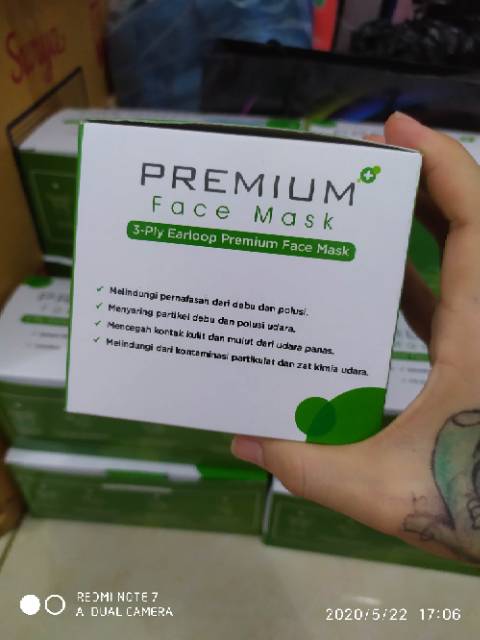 Surya
PREMIUM
Face Mask
3-Ply Earloop Premium Face Mask
✓ Melindungi pernafasan dari debu dan polusi.
✓ Menyaring partikel debu dan polusi udara.
✓ Mencegah kontak kulit dan mulut dari udara panas.
✓ Melindungi dari kontaminasi partikulat dan zat kimia udara.
REDMI NOTE 7
AI DUAL CAMERA
2020/5/22 17:06